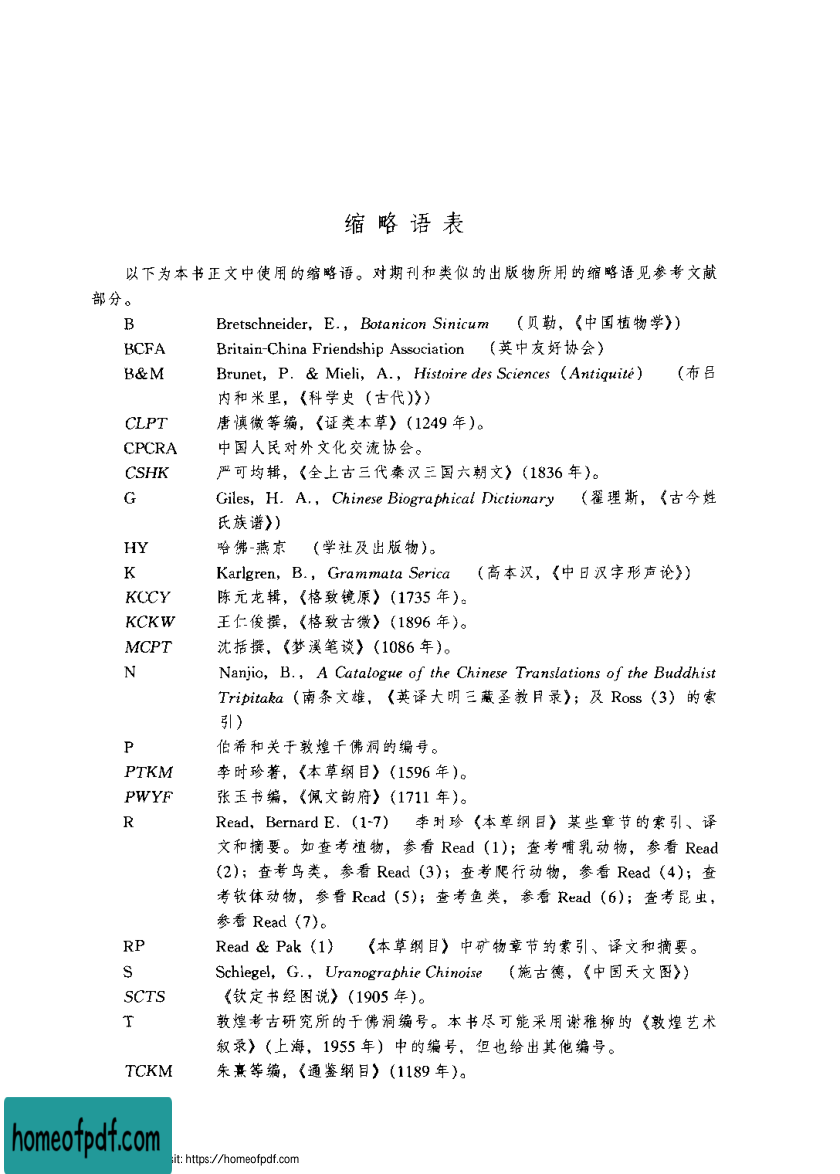 缩略语表
以下为本书正文中使用的缩略语。对期刊和类似的出版物所用的缩略语见参考文献
部分。
B Bretschneider, E., Botanicon Sinicum (贝勒,《中国植物学》)
BCFA Britain-China Friendship Association (英中友好协会)
B&M Brunet, P. & Mieli, A., Histoire des Sciences (Antiquité) (布吕
内和米里,《科学史(古代)》)
CLPT 唐慎微等编,《证类本草》(1249 年)。
CPCRA 中国人民对外文化交流协会。
CSHK 严可均辑,《全上古三代秦汉三国六朝文》(1836 年)。
G Giles, H. A., Chinese Biographical Dictionary (翟理斯,《古今姓
氏族谱》)
HY 哈佛-燕京 (学社及出版物)。
K Karlgren, B., Grammata Serica (高本汉,《中日汉字形声论》)
KCCY 陈元龙辑,《格致镜原》(1735 年)。
KCKW 王仁俊撰,《格致古微》(1896 年)。
MCPT 沈括撰,《梦溪笔谈》(1086 年)。
N Nanjio, B., A Catalogue of the Chinese Translations of the Buddhist
Tripitaka (南条文雄,《英译大明三藏圣教目录》;及 Ross (3) 的索
引)
P 伯希和关于敦煌千佛洞的编号。
PTKM 李时珍著,《本草纲目》(1596 年)。
PWYF 张玉书编,《佩文韵府》(1711 年)。
R Read, Bernard E. (1-7) 李时珍《本草纲目》某些章节的索引、译
文和摘要。如查考植物,参看 Read (1);查考哺乳动物,参看 Read
(2);查考鸟类,参看 Read (3);查考爬行动物,参看 Read (4);查
考软体动物,参看 Read (5);查考鱼类,参看 Read (6);查考昆虫,
参看 Read (7)。
RP Read & Pak (1) 《本草纲目》中矿物章节的索引、译文和摘要。
S Schlegel, G., Uranographie Chinoise (施古德,《中国天文图》)
SCTS 《钦定书经图说》(1905 年)。
T 敦煌考古研究所的千佛洞编号。本书尽可能采用谢稚柳的《敦煌艺术
叙录》(上海,1955 年) 中的编号,但也给出其他编号。
TCKM 朱熹等编,《通鉴纲目》(1189 年)。
homeofpdf.com
sit: https://homeofpdf.com